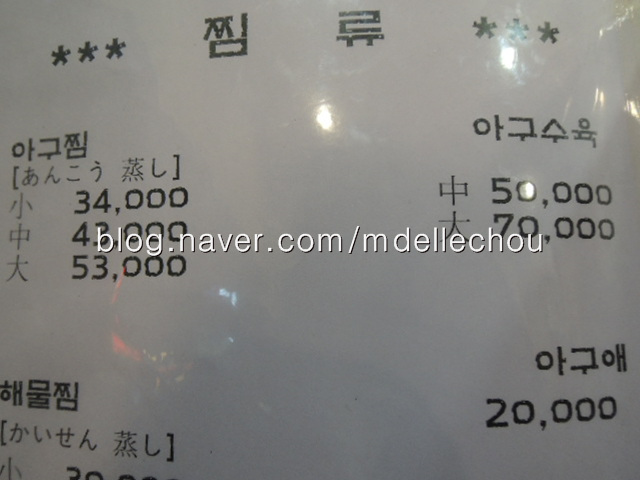 *** 찜 류 ***
아구찜
[あんこう 蒸し]
小 34,000
中
大 53,000
아구수육
中 50,000
大 70,000
blog.naver.com/mdellechou
아구애
20,000
해물찜
[かいせん 蒸し]
小